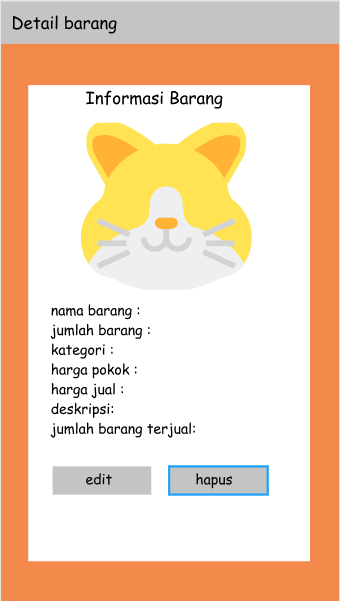 Detail barang
Informasi Barang
nama barang :
jumlah barang :
kategori :
harga pokok :
harga jual :
deskripsi:
jumlah barang terjual:
edit
hapus